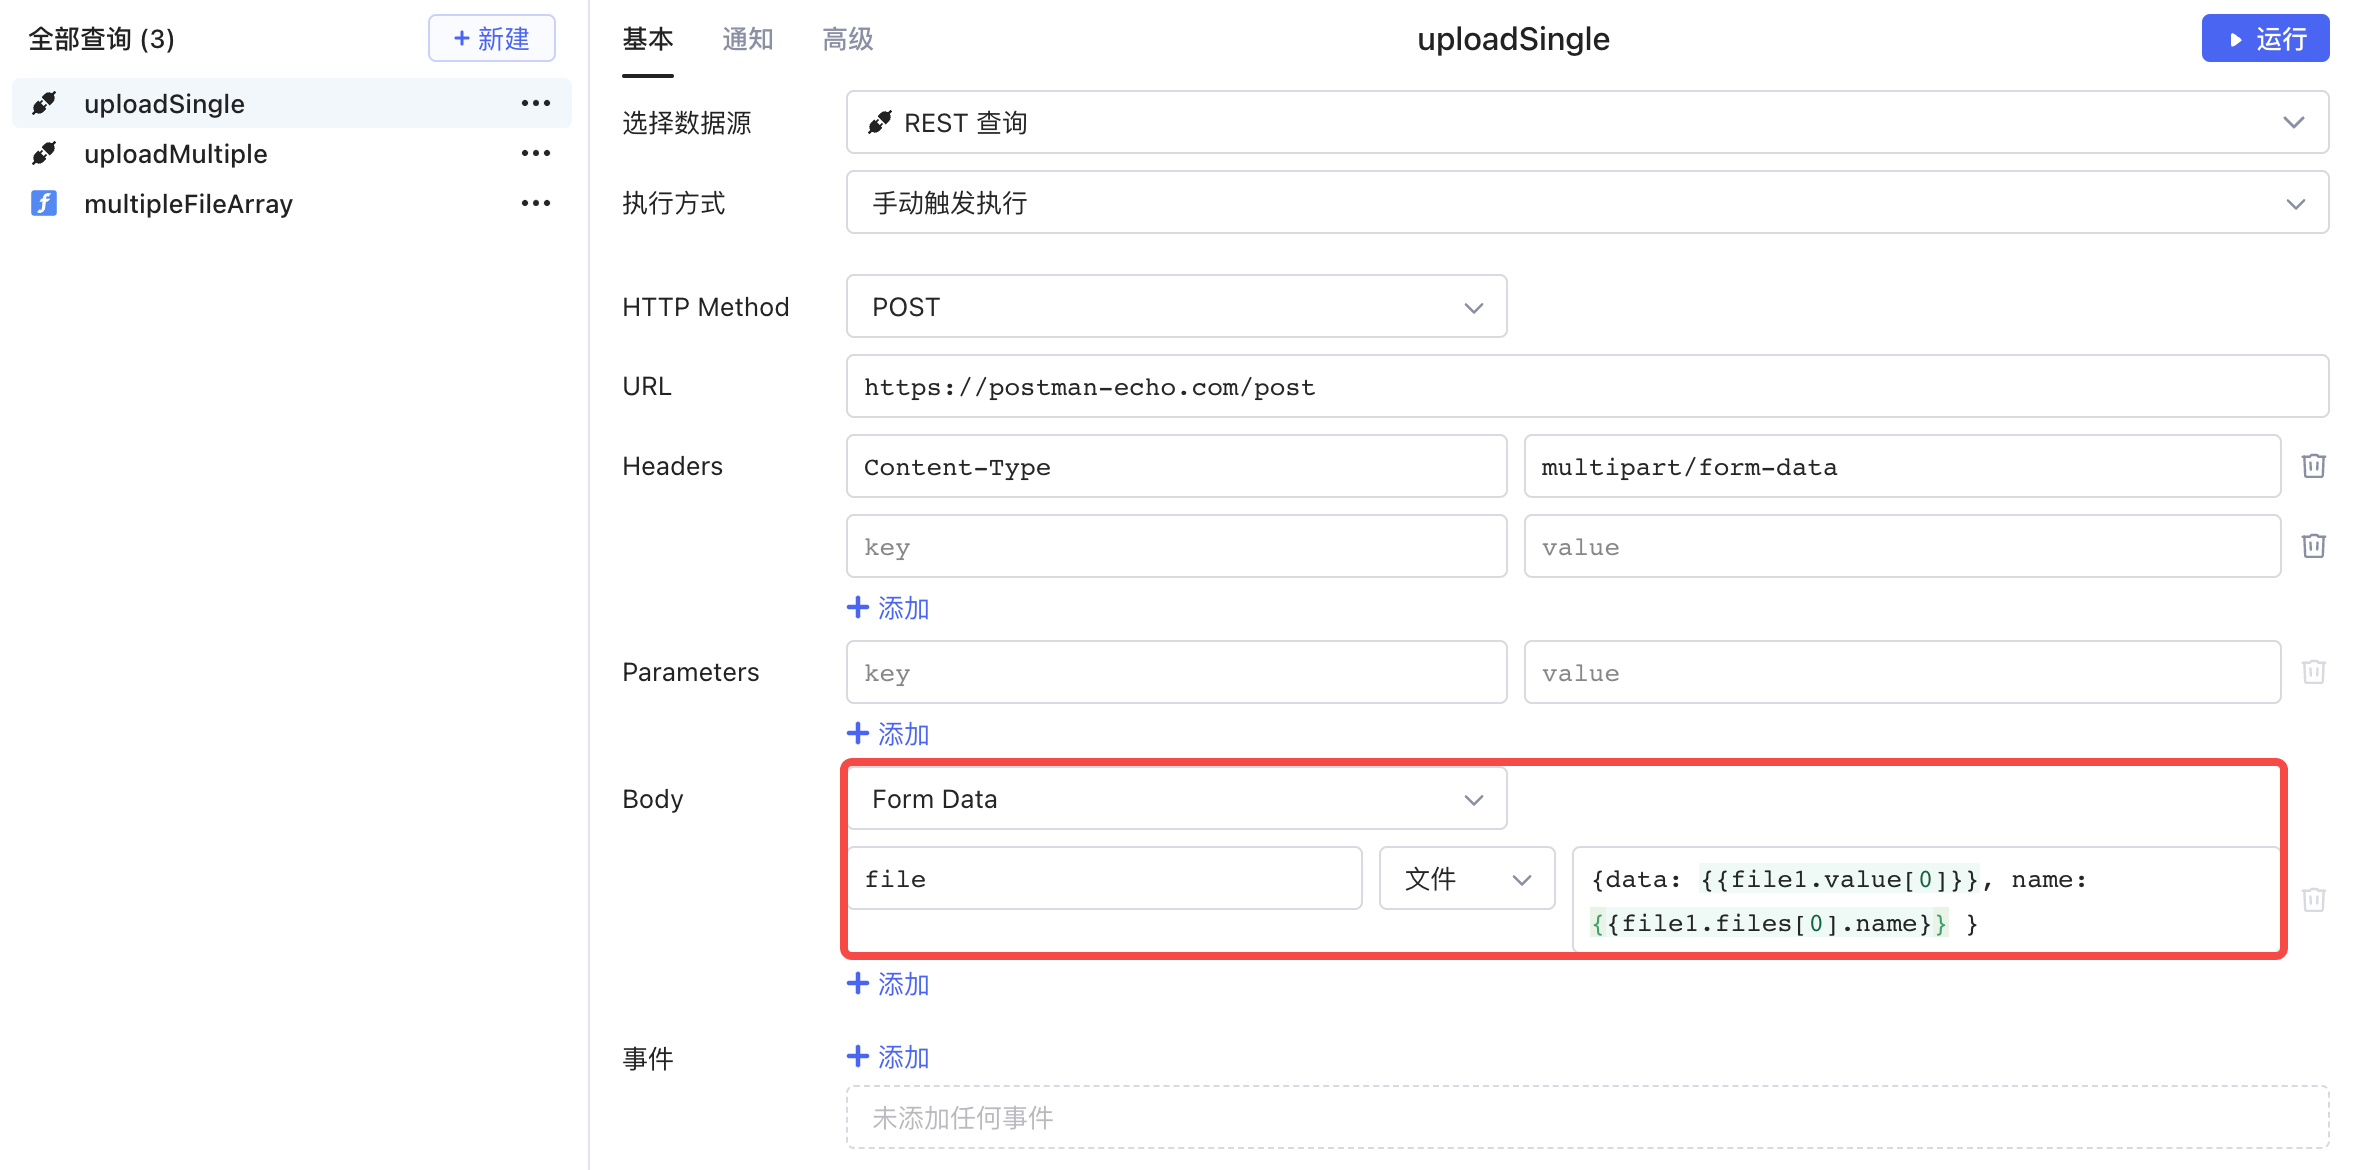 全部查询 (3)
+ 新建
uploadSingle
uploadMultiple
multipleFileArray
基本 通知 高级
uploadSingle
运行
选择数据源
REST 查询
执行方式
手动触发执行
HTTP Method
POST
URL
https://postman-echo.com/post
Headers
Content-Type
multipart/form-data
key
value
+ 添加
Parameters
key
value
+ 添加
Body
Form Data
file
文件
{data: {{file1.value[0]}}, name:
{{file1.files[0].name}} }
+ 添加
事件
+ 添加
未添加任何事件